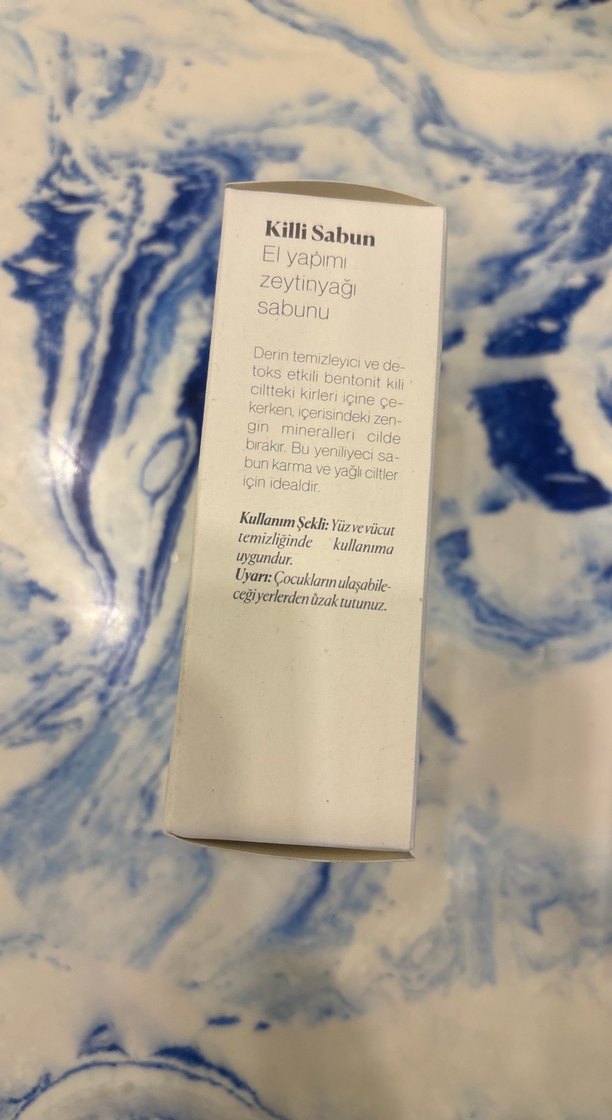 Killi Sabun
El yapımı
zeytinyağı
sabunu
Derin temizleyici ve de-
toks etkili bentonit kili
ciltteki kirleri içine çe-
kerken, içerisindeki zen-
gin mineralleri cilde
bırakır. Bu yeniliyeci sa-
bun karma ve yağlı ciltler
için idealdir.
Kullanım Şekli: Yüz ve vücut
temizliğinde kullanıma
uygundur.
Uyarı: Çocukların ulaşabile-
ceği yerlerden uzak tutunuz.